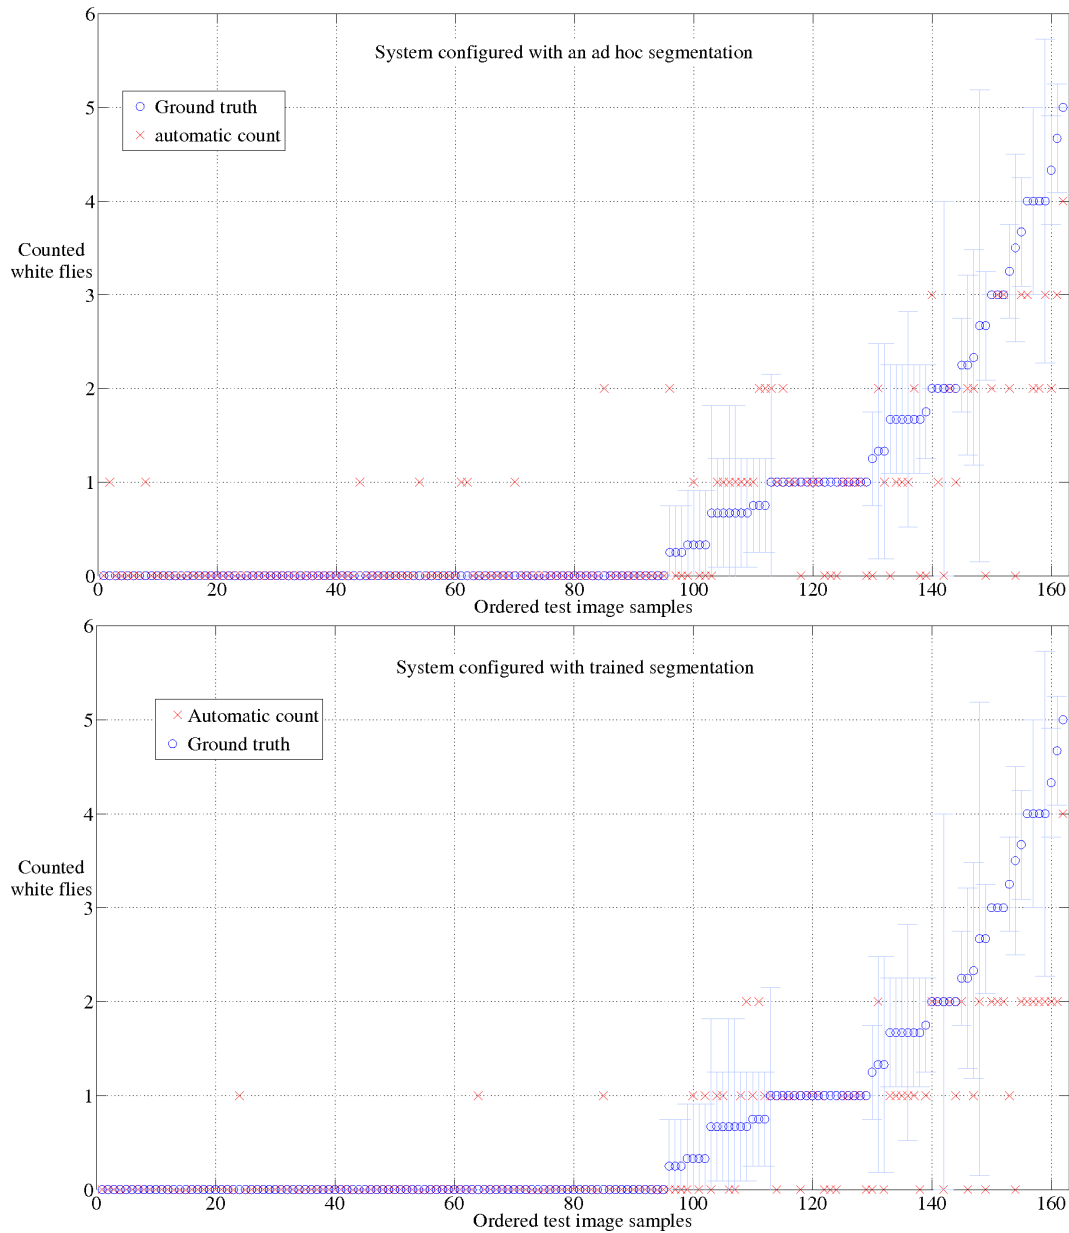 6
System configured with an ad hoc segmentation
5
Ground truth
automatic count
4
Counted
white flies
3
2
1
0
0 20 40 60 80 100 120 140 160
Ordered test image samples
6
System configured with trained segmentation
5
Automatic count
Ground truth
4
Counted
white flies
3
2
1
0
0 20 40 60 80 100 120 140 160
Ordered test image samples